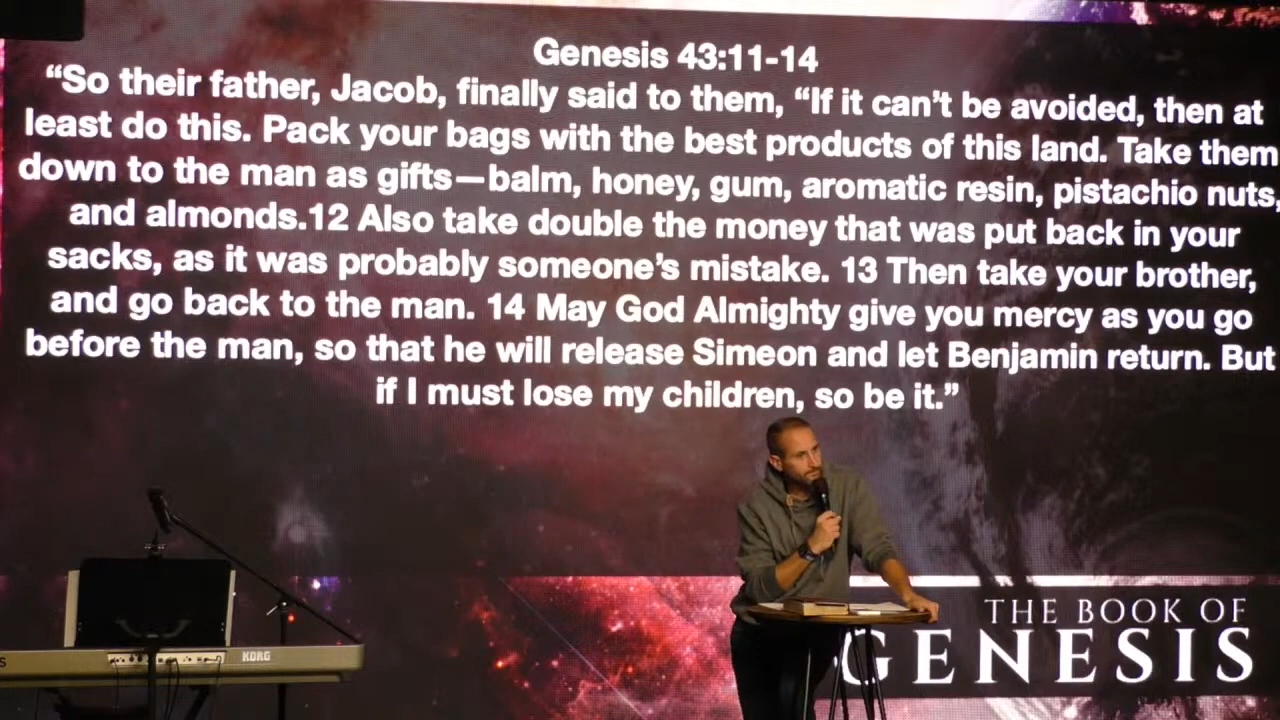 Genesis 43:11-14
“So their father, Jacob, finally said to them, “If it can’t be avoided, then at
least do this. Pack your bags with the best products of this land. Take them
down to the man as gifts—balm, honey, gum, aromatic resin, pistachio nuts,
and almonds.12 Also take double the money that was put back in your
sacks, as it was probably someone’s mistake. 13 Then take your brother,
and go back to the man. 14 May God Almighty give you mercy as you go
before the man, so that he will release Simeon and let Benjamin return. But
if I must lose my children, so be it.”
THE BOOK OF
GENESIS
KORG